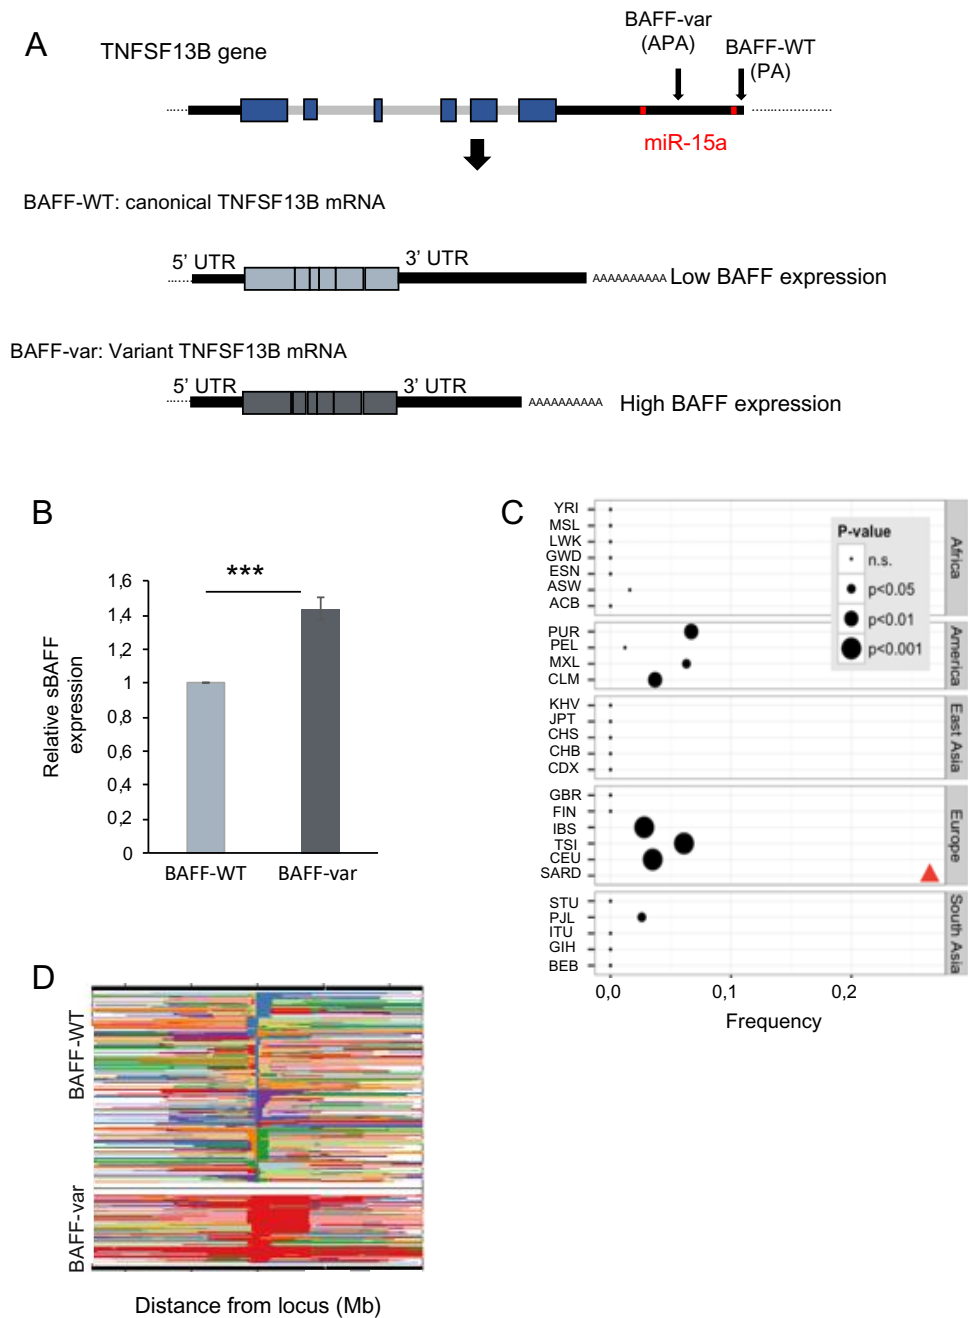 A
TNFSF13B gene
BAFF-var
(APA)
BAFF-WT
(PA)
miR-15a
BAFF-WT: canonical TNFSF13B mRNA
5’ UTR
3’ UTR
AAAAAAAAAA
Low BAFF expression
BAFF-var: Variant TNFSF13B mRNA
5’ UTR
3’ UTR
AAAAAAAAAA
High BAFF expression
B
***
Relative sBAFF
expression
1,6
1,4
1,2
1
0,8
0,6
0,4
0,2
0
BAFF-WT
BAFF-var
C
YRI
MSL
LWK
GWD
ESN
ASW
ACB
Africa
PUR
PEL
MXL
CLM
America
KHV
JPT
CHS
CHB
CDX
East Asia
GBR
FIN
IBS
TSI
CEU
SARD
Europe
STU
PJL
ITU
GIH
BEB
South Asia
P-value
n.s.
p<0.05
p<0.01
p<0.001
0,0
0,1
0,2
Frequency
D
BAFF-WT
BAFF-var
Distance from locus (Mb)